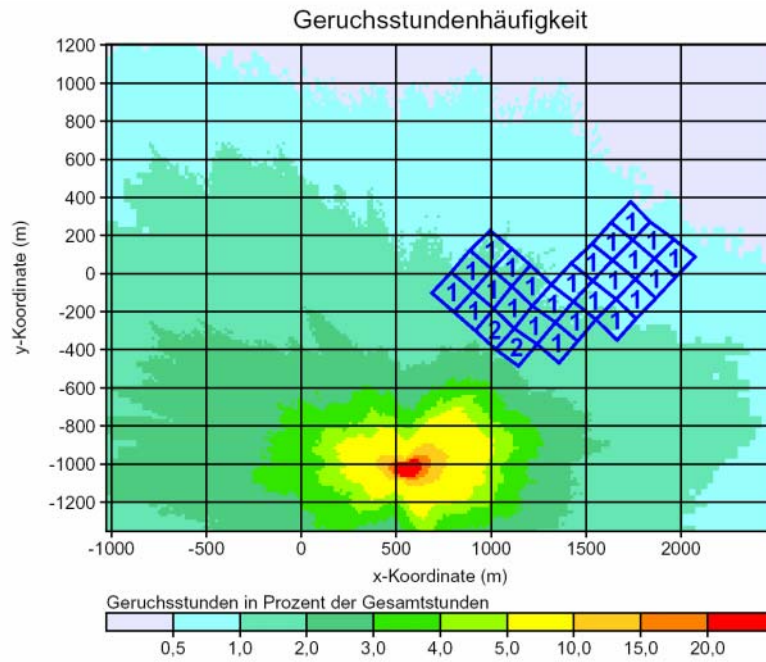 Geruchsstundenhäufigkeit
y-Koordinate (m)
1200
1000
800
600
400
200
0
-200
-400
-600
-800
-1000
-1200
1
1 1
1 1 1 1
1 1 1 1 1
1 1 1 1 1
1 1 1 1
2 1 1 1
2 1
-1000 -500 0 500 1000 1500 2000
x-Koordinate (m)
Geruchsstunden in Prozent der Gesamtstunden
0,5 1,0 2,0 3,0 4,0 5,0 10,0 15,0 20,0